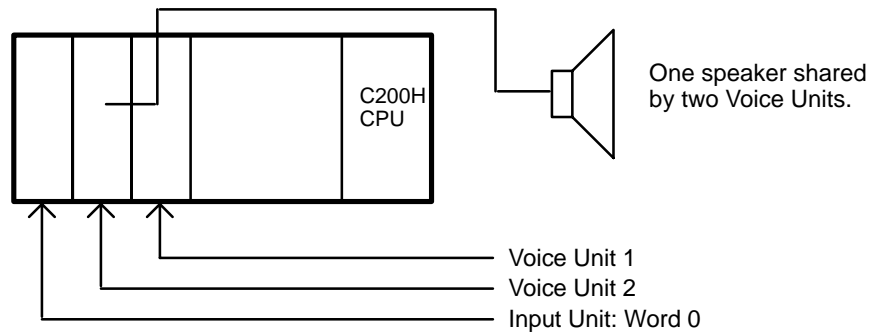 C200H
CPU
One speaker shared
by two Voice Units.
Voice Unit 1
Voice Unit 2
Input Unit: Word 0